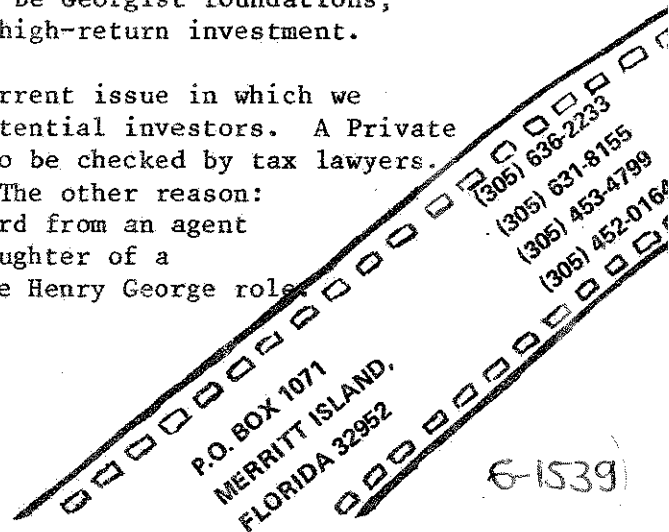 be Georgist foundations,
high-return investment.
rrent issue in which we
tential investors. A Private
o be checked by tax lawyers.
The other reason:
rd from an agent
ughter of a
e Henry George role.
(305) 636-2233
(305) 631-8155
(305) 453-4799
(305) 452-0164
P.O. BOX 1071
MERRITT ISLAND,
FLORIDA 32952
6-1539)